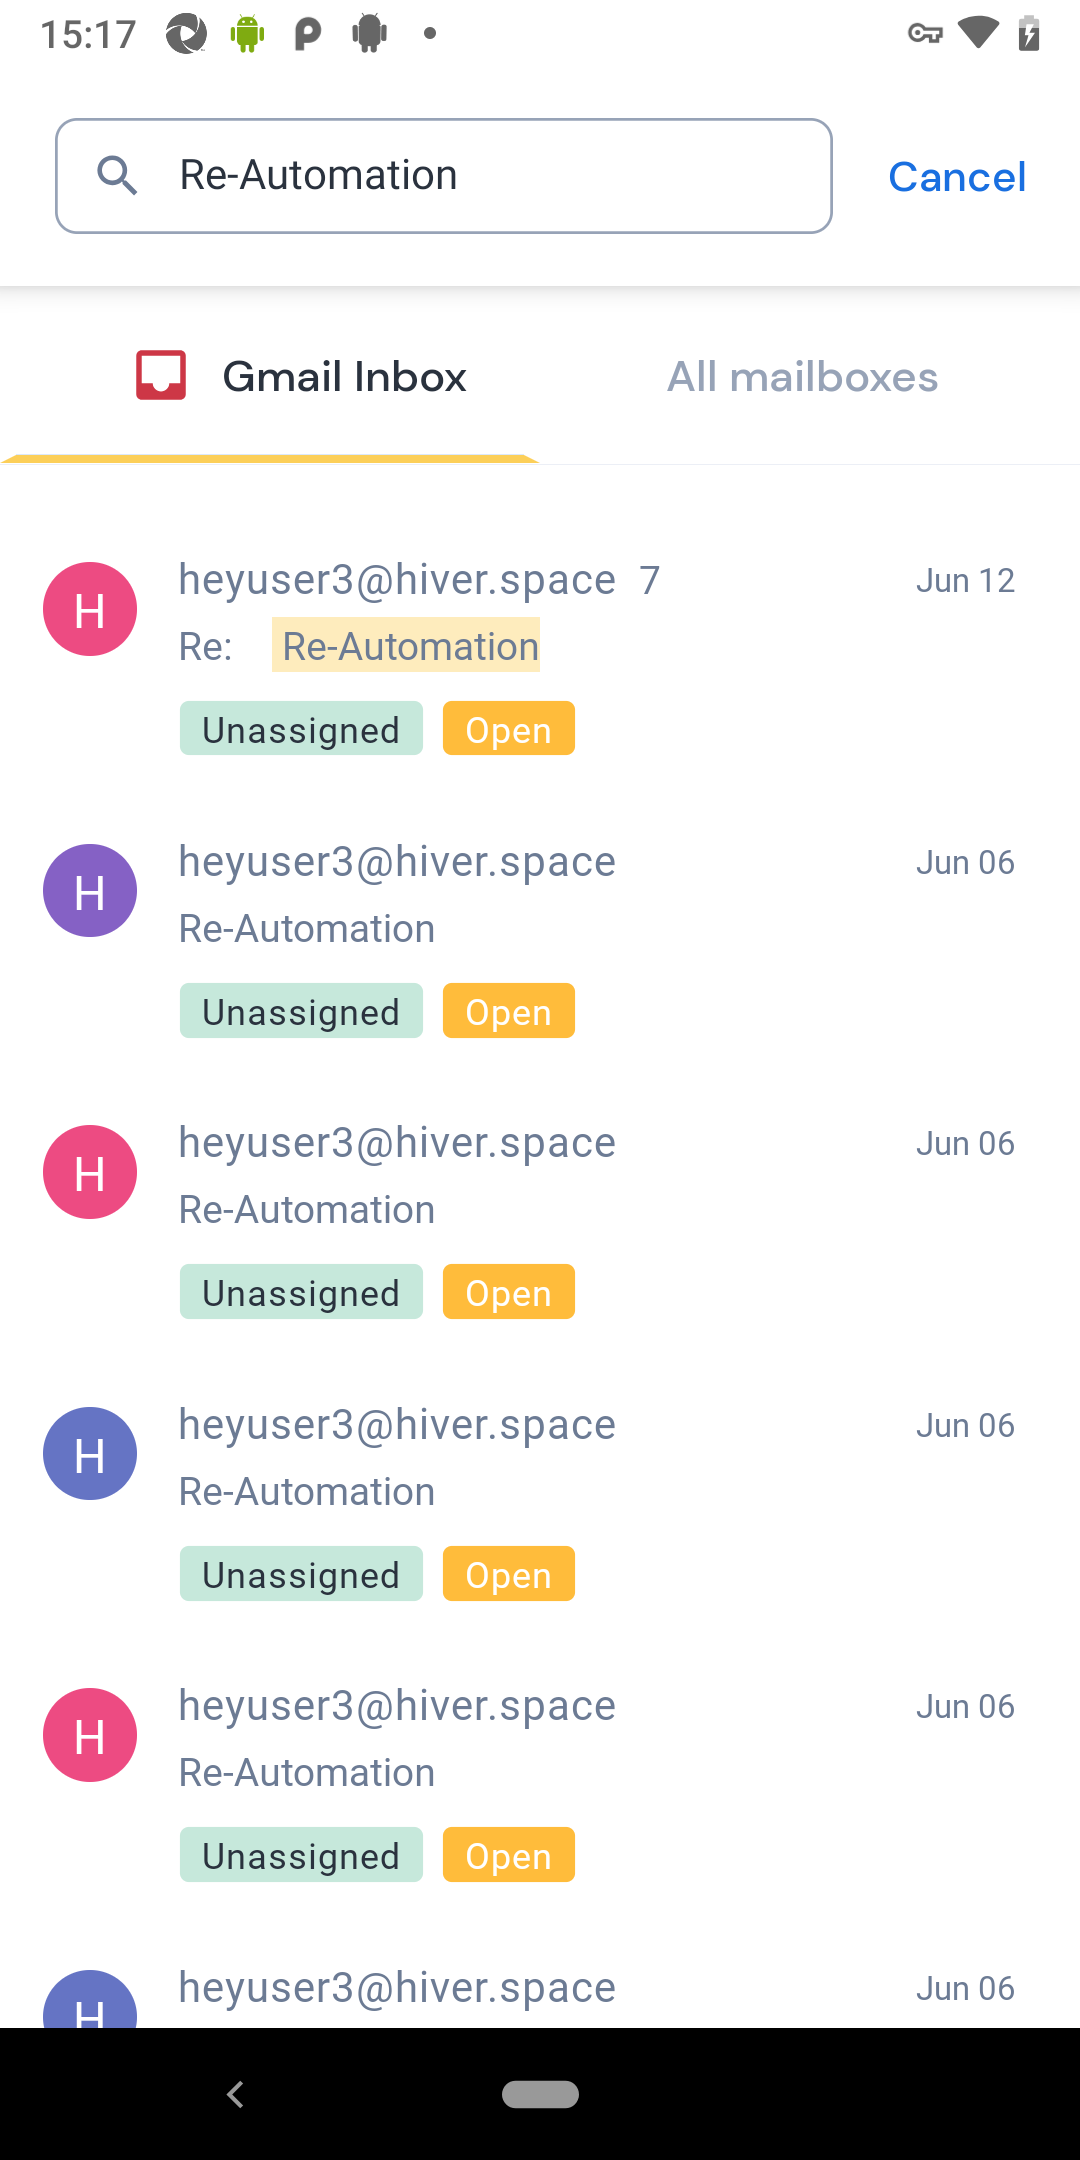 15:17
Re-Automation
Cancel
Gmail Inbox
All mailboxes
H
heyuser3@hiver.space 7
Jun 12
Re: Re-Automation
Unassigned Open
H
heyuser3@hiver.space
Jun 06
Re-Automation
Unassigned Open
H
heyuser3@hiver.space
Jun 06
Re-Automation
Unassigned Open
H
heyuser3@hiver.space
Jun 06
Re-Automation
Unassigned Open
H
heyuser3@hiver.space
Jun 06
Re-Automation
Unassigned Open
H
heyuser3@hiver.space
Jun 06